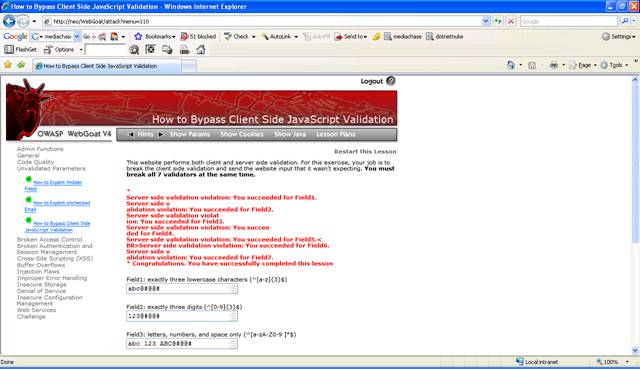 How to Bypass Client Side JavaScript Validation - Windows Internet Explorer
http://neo/WebGoat/attack?menu=110
Google
Google mediachase Go Bookmarks 51 blocked Check AutoLink AutoFill Send to mediachase dotnetnuke Settings
FlashGet Options
How to Bypass Client Side JavaScript Validation
Page Tools
Logout ?
How to Bypass Client Side JavaScript Validation
OWASP WebGoat V4
Hints Show Params Show Cookies Show Java Lesson Plans
Admin Functions
General
Code Quality
Unvalidated Parameters
How to Exploit Hidden
Fields
How to Exploit Unchecked
Email
How to Bypass Client Side
JavaScript Validation
Broken Access Control
Broken Authentication and
Session Management
Cross-Site Scripting (XSS)
Buffer Overflows
Injection Flaws
Improper Error Handling
Insecure Storage
Denial of Service
Insecure Configuration
Management
Web Services
Challenge
Restart this Lesson
This website performs both client and server side validation. For this exercise, your job is to
break the client side validation and send the website input that it wasn't expecting. You must
break all 7 validators at the same time.
*
Server side validation violation: You succeeded for Field1.
Server side v
alidation violation: You succeeded for Field2.
Server side validation violat
ion: You succeeded for Field3.
Server side validation violation: You succee
ded for Field4.
Server side validation violation: You succeeded for Field5.<
BR>Server side validation violation: You succeeded for Field6.
Server side v
alidation violation: You succeeded for Field7.
* Congratulations. You have successfully completed this lesson
Field1: exactly three lowercase characters (^[a-z]{3}$)
abc@#@@#
Field2: exactly three digits (^[0-9]{3}$)
123@#@@#
Field3: letters, numbers, and space only (^[a-zA-Z0-9 ]*$)
abc 123 ABC@#@@#
Done
Local intranet
100%